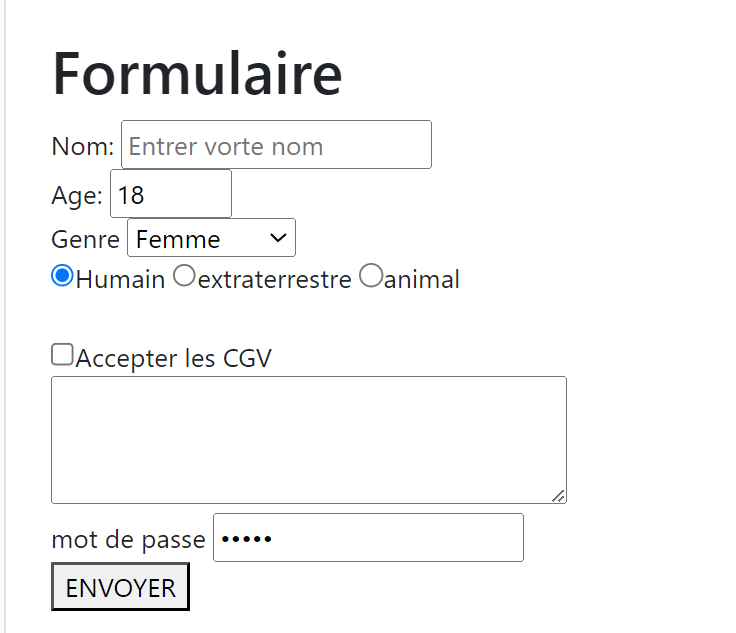 Formulaire
Nom: Entrer vorte nom
Age: 18
Genre Femme
Humain extraterrestre animal
Accepter les CGV
mot de passe •••••
ENVOYER